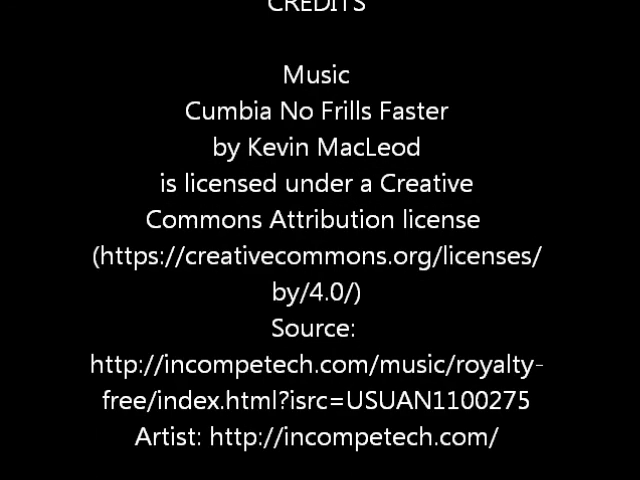 CREDITS
Music
Cumbia No Frills Faster
by Kevin MacLeod
is licensed under a Creative
Commons Attribution license
(https://creativecommons.org/licenses/
by/4.0/)
Source:
http://incompetech.com/music/royalty-
free/index.html?isrc=USUAN1100275
Artist: http://incompetech.com/